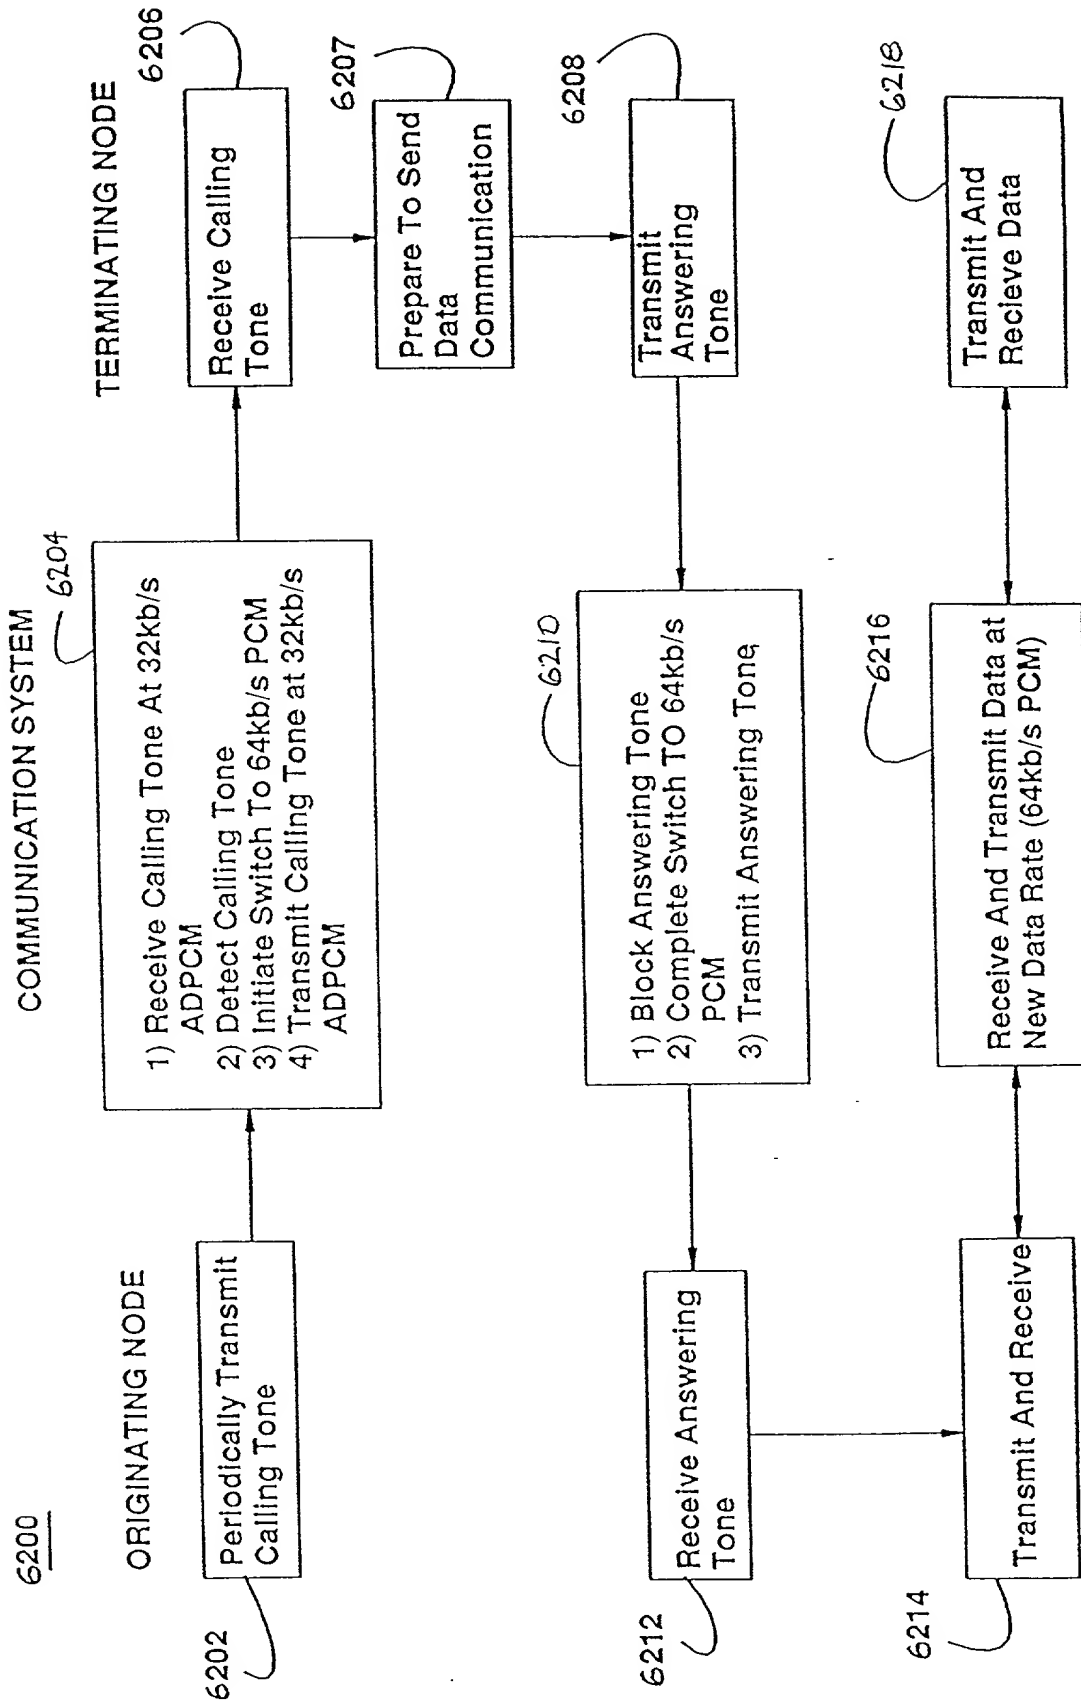 6200
ORIGINATING NODE
COMMUNICATION SYSTEM
TERMINATING NODE
6202
Periodically Transmit
Calling Tone
6204
1) Receive Calling Tone At 32kb/s
ADPCM
2) Detect Calling Tone
3) Initiate Switch To 64kb/s PCM
4) Transmit Calling Tone at 32kb/s
ADPCM
6206
Receive Calling
Tone
6207
Prepare To Send
Data
Communication
6208
Transmit
Answering
Tone
6210
1) Block Answering Tone
2) Complete Switch TO 64kb/s
PCM
3) Transmit Answering Tone
6212
Receive Answering
Tone
6214
Transmit And Receive
6216
Receive And Transmit Data at
New Data Rate (64kb/s PCM)
6218
Transmit And
Recieve Data